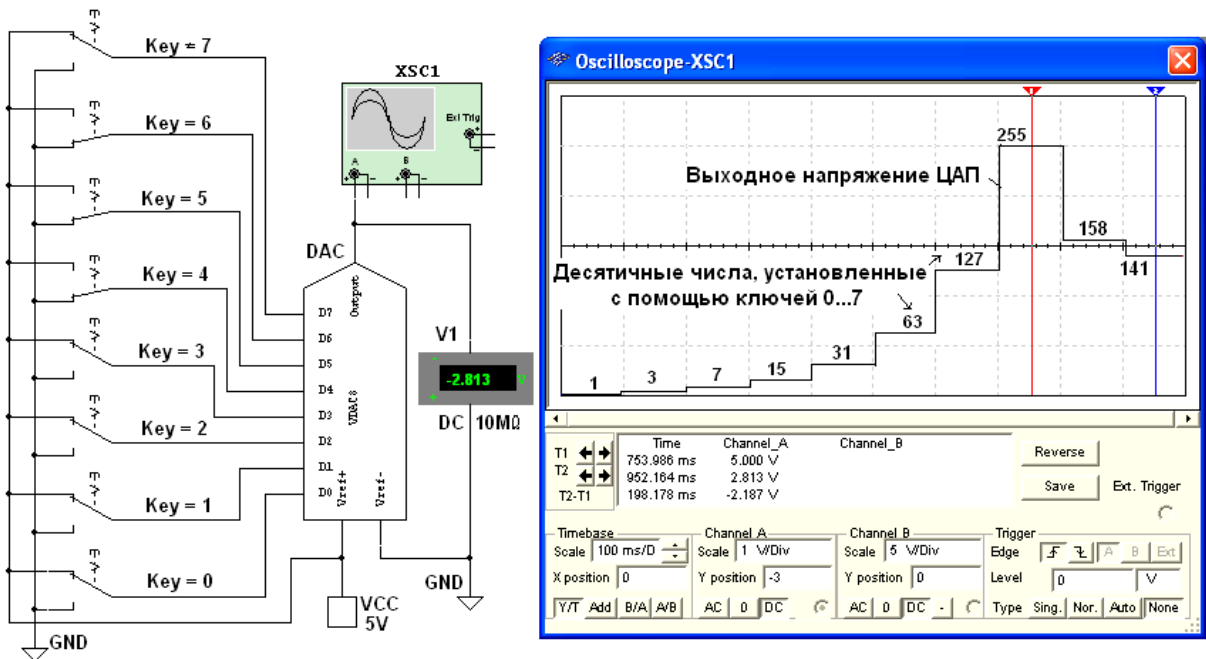 Key = 7
Key = 6
Key = 5
Key = 4
Key = 3
Key = 2
Key = 1
Key = 0
GND
XSC1
Ext Trig
A
B
DAC
Output
D7
D6
D5
D4
D3
D2
D1
D0
VDAC8
Vref+
Vref-
V1
-2.813
V
DC 10MΩ
GND
VCC
5V
Oscilloscope-XSC1
1
2
255
Выходное напряжение ЦАП
158
127
141
Десятичные числа, установленные
с помощью ключей 0...7
63
31
15
7
3
1
T1
T2
T2-T1
Time Channel_A Channel_B
753.986 ms 5.000 V
952.164 ms 2.813 V
198.178 ms -2.187 V
Reverse
Save
Ext. Trigger
Timebase
Scale 100 ms/D
X position 0
Y/T Add B/A A/B
Channel A
Scale 1 V/Div
Y position -3
AC 0 DC
Channel B
Scale 5 V/Div
Y position 0
AC 0 DC -
Trigger
Edge A B Ext
Level 0 V
Type Sing. Nor. Auto None